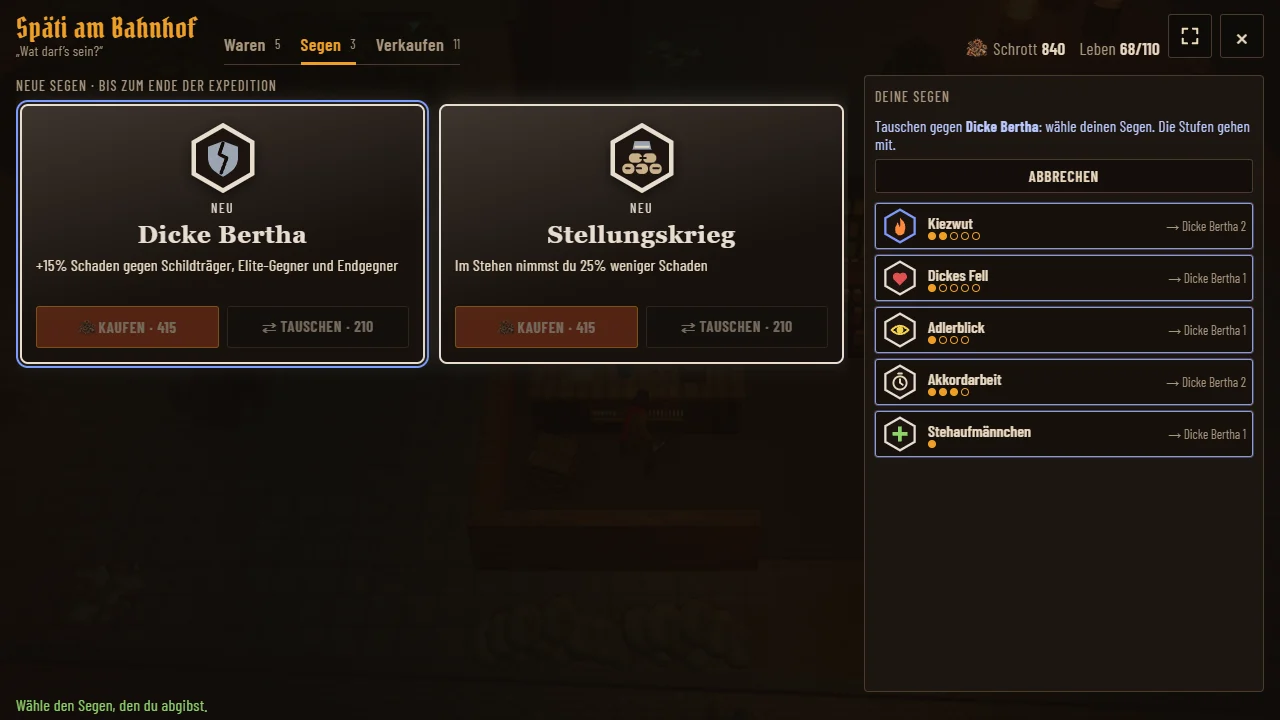 Späti am Bahnhof
„Wat darf's sein?"
Waren 5
Segen 3
Verkaufen 11
Schrott 840
Leben 68/110
×
NEUE SEGEN · BIS ZUM ENDE DER EXPEDITION
NEU
Dicke Bertha
+15% Schaden gegen Schildträger, Elite-Gegner und Endgegner
KAUFEN · 415
⇄ TAUSCHEN · 210
NEU
Stellungskrieg
Im Stehen nimmst du 25% weniger Schaden
KAUFEN · 415
⇄ TAUSCHEN · 210
DEINE SEGEN
Tauschen gegen Dicke Bertha: wähle deinen Segen. Die Stufen gehen
mit.
ABBRECHEN
Kiezwut
→ Dicke Bertha 2
Dickes Fell
→ Dicke Bertha 1
Adlerblick
→ Dicke Bertha 1
Akkordarbeit
→ Dicke Bertha 2
Stehaufmännchen
→ Dicke Bertha 1
Wähle den Segen, den du abgibst.